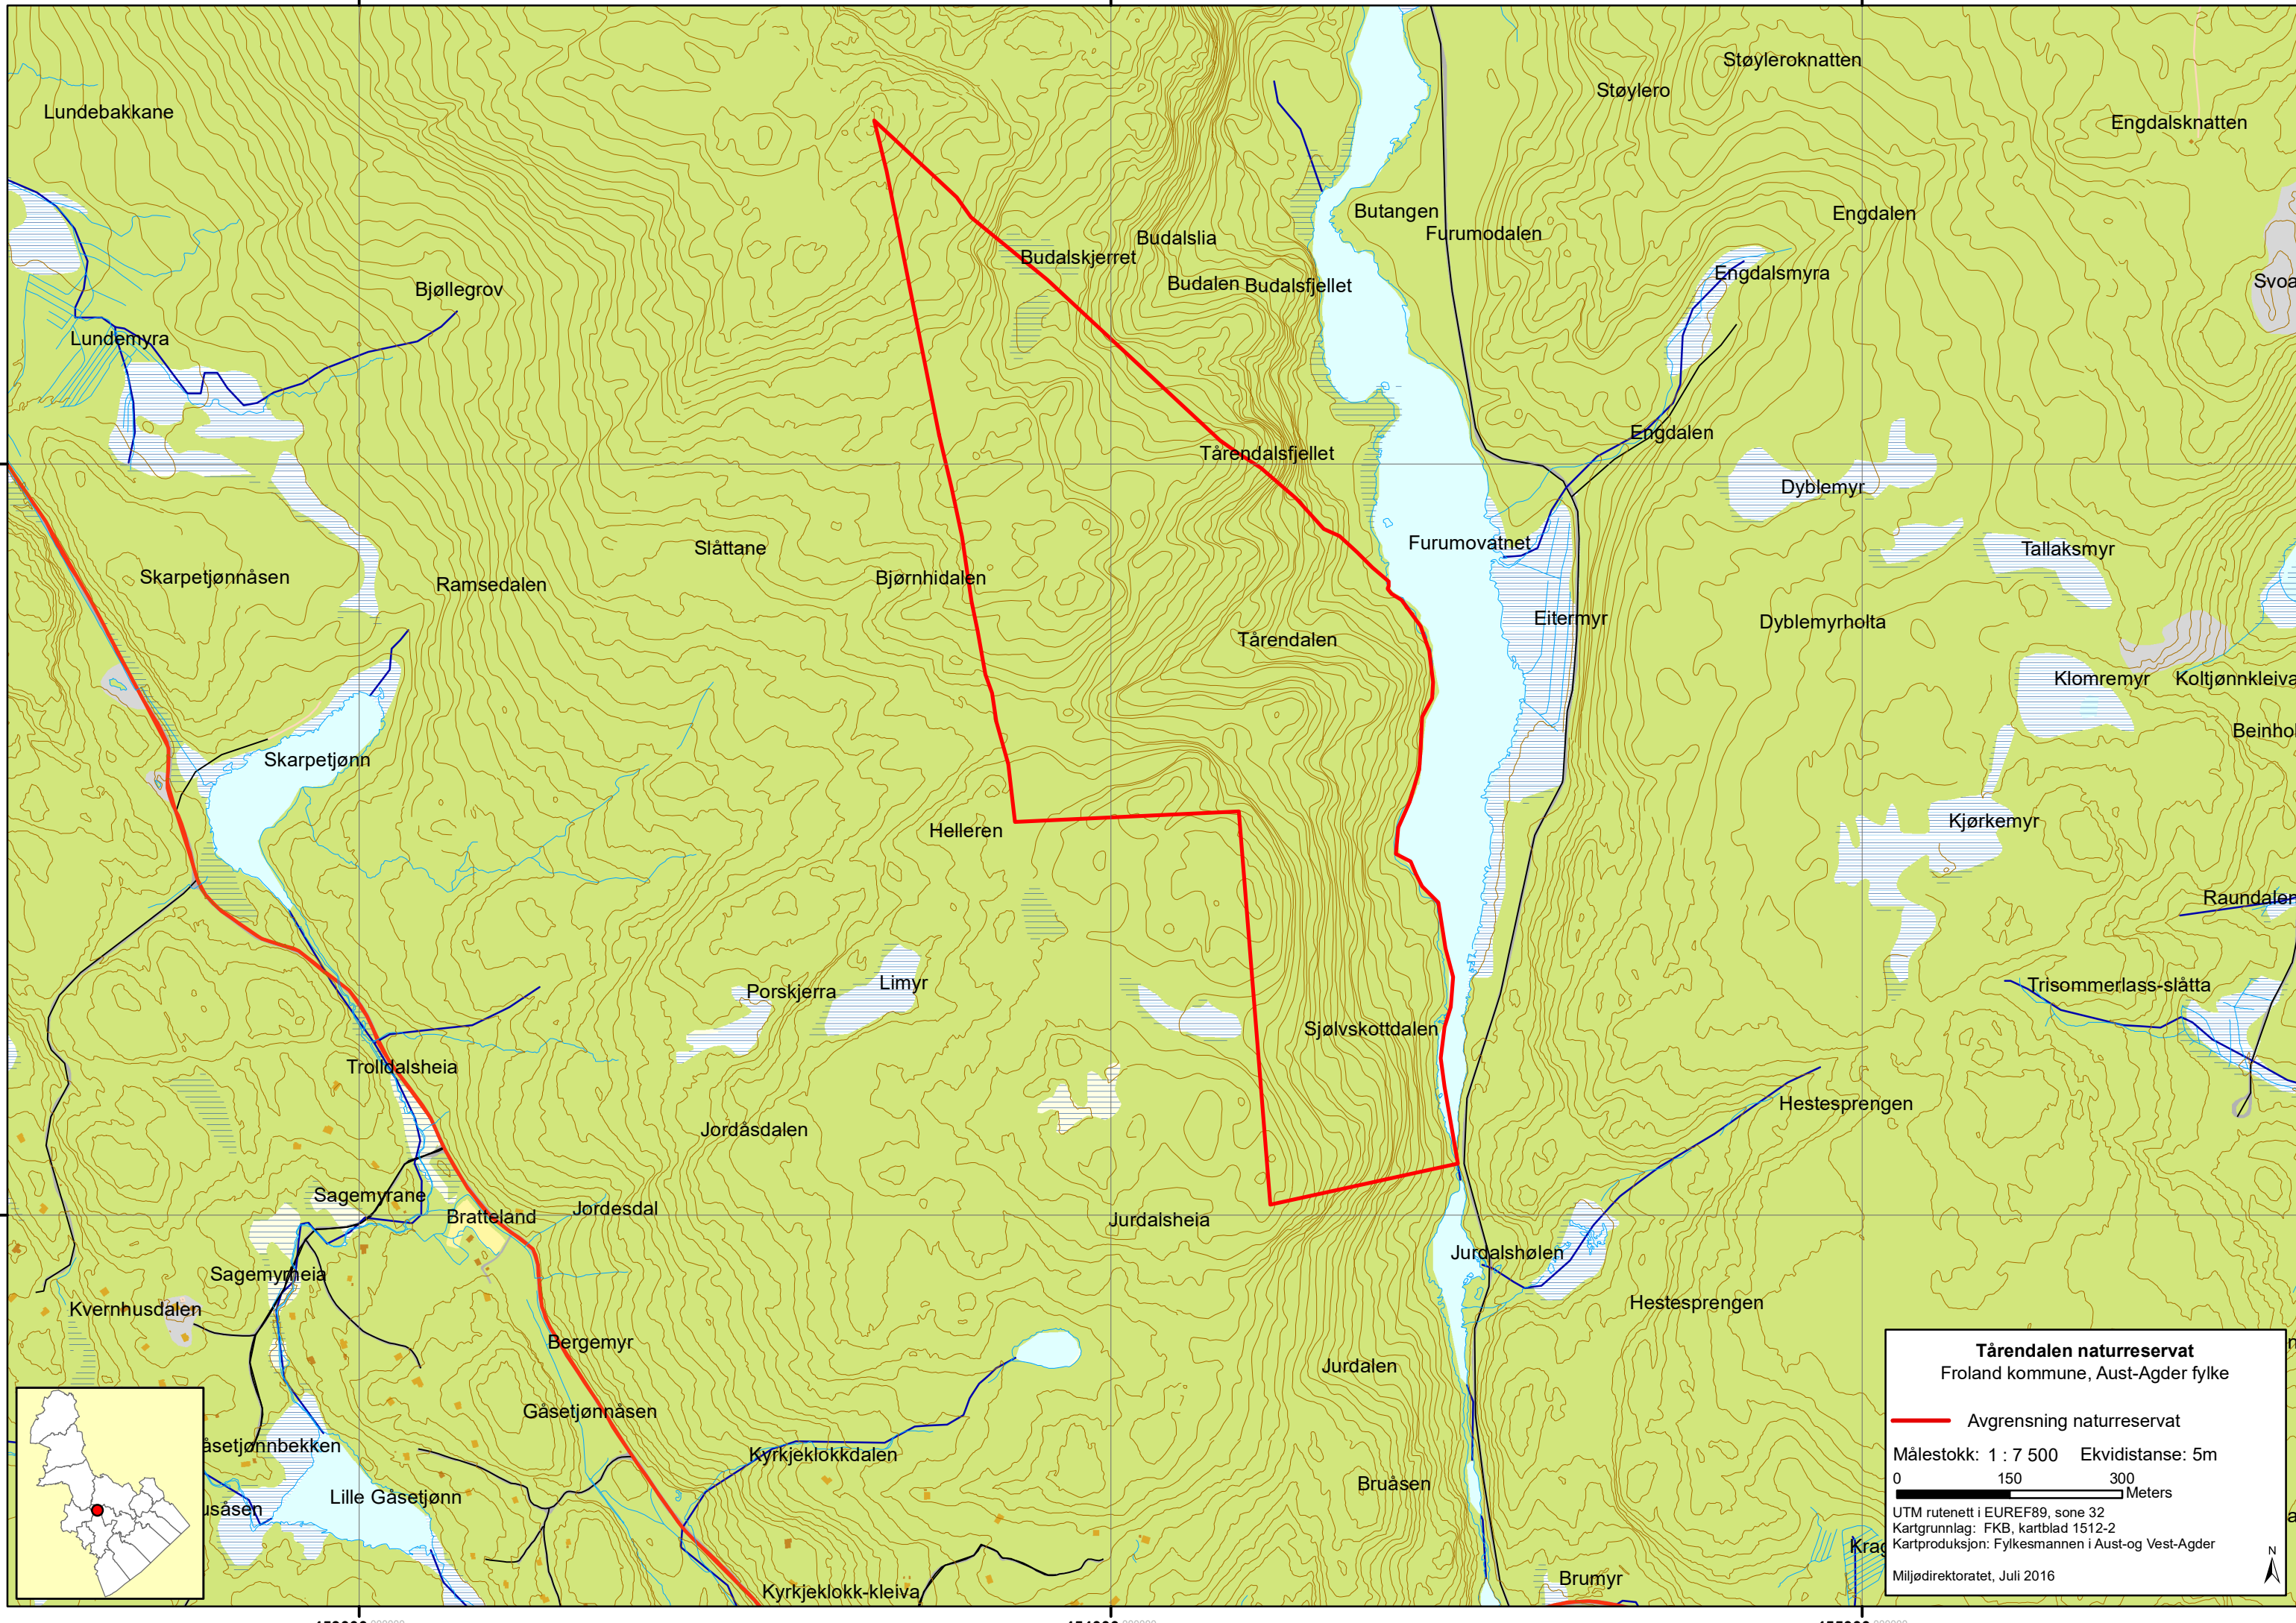 Støyleroknatten
Støylero
Lundebakkane
Engdalsknatten
Butangen
Engdalen
Furumodalen
Budalslia
Budalskjerret
Engdalsmyra
Budalen
Budalsfjellet
Bjøllegrov
Lundemyra
Engdalen
Tårendalsfjellet
Dyblemyr
Furumovatnet
Slåttane
Tallaksmyr
Skarpetjønnåsen
Bjørnhidalen
Ramsedalen
Eitermyr
Dyblemyrholta
Tårendalen
Klomremyr
Koltjønnkleiva
Skarpetjønn
Helleren
Kjørkemyr
Limyr
Trisommerlass-slåtta
Porskjerra
Sjølvskottdalen
Trolldalsheia
Hestesprengen
Jordåsdalen
Sagemyrane
Jordesdal
Bratteland
Jurdalsheia
Jurdalshølen
Sagemyrheia
Hestesprengen
Kvernhusdalen
Bergemyr
Jurdalen
Gåsetjønnåsen
åsetjønnbekken
Kyrkjeklokkdalen
Bruåsen
Lille Gåsetjønn
usåsen
Brumyr
Kyrkjeklokk-kleiva
Tårendalen naturreservat
Froland kommune, Aust-Agder fylke
Avgrensning naturreservat
Målestokk: 1 : 7 500 Ekvidistanse: 5m
0 150 300
Meters
UTM rutenett i EUREF89, sone 32
Kartgrunnlag: FKB, kartblad 1512-2
Kartproduksjon: Fylkesmannen i Aust-og Vest-Agder
N
Miljødirektoratet, Juli 2016